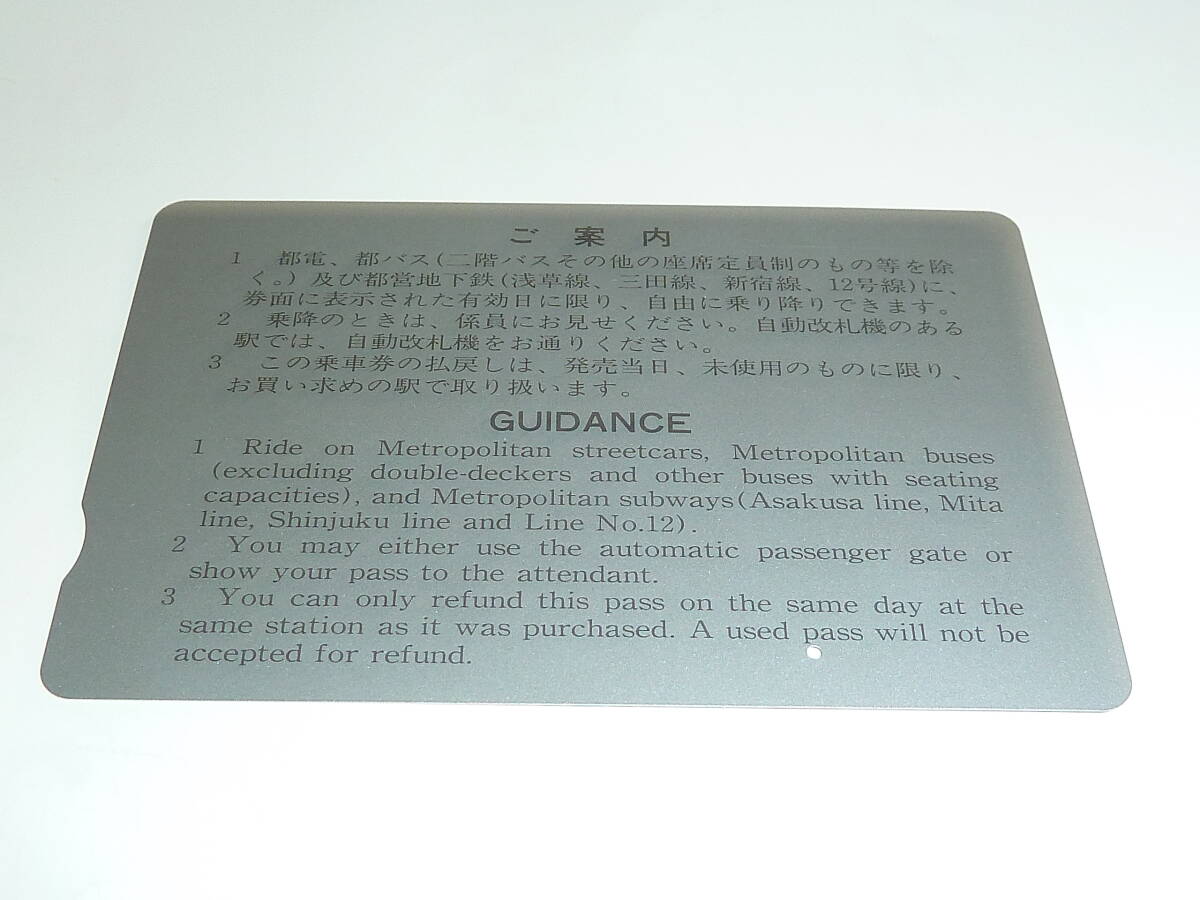 ご案内
1 都電、都バス(二階バスその他の座席定員制のもの等を除
く。)及び都営地下鉄(浅草線、三田線、新宿線、12号線)に、
券面に表示された有効日に限り、自由に乗り降りできます。
2 乗降のときは、係員にお見せください。自動改札機のある
駅では、自動改札機をお通りください。
3 この乗車券の払戻しは、発売当日、未使用のものに限り、
お買い求めの駅で取り扱います。
GUIDANCE
1 Ride on Metropolitan streetcars, Metropolitan buses
(excluding double-deckers and other buses with seating
capacities), and Metropolitan subways(Asakusa line, Mita
line, Shinjuku line and Line No.12).
2 You may either use the automatic passenger gate or
show your pass to the attendant.
3 You can only refund this pass on the same day at the
same station as it was purchased. A used pass will not be
accepted for refund.